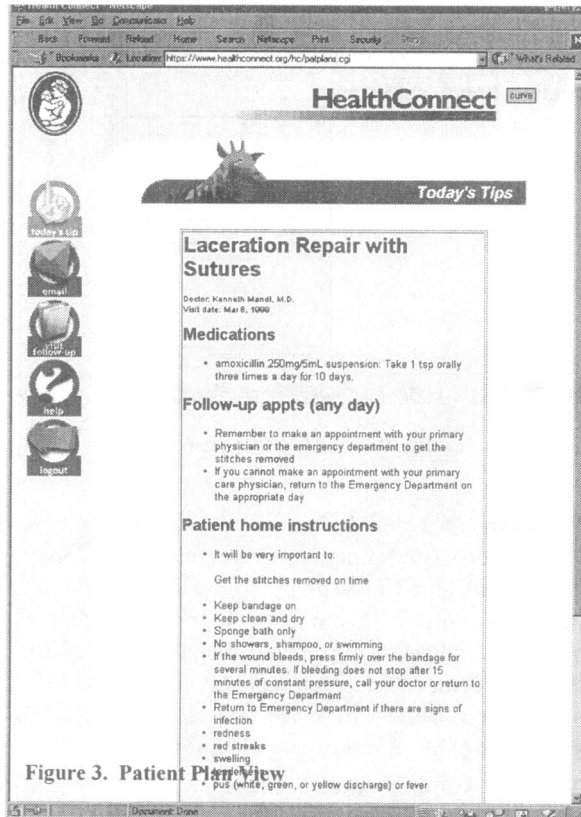 Health Connect - Netscape
File Edit View Go Communicator Help
Back Forward Reload Home Search Netscape Print Security Stop
Bookmarks Location: https://www.healthconnect.org/hc/patplans.cgi What's Related
HealthConnect
curve
Today's Tips
today's tip
email
visit
follow-up
help
logout
Laceration Repair with
Sutures
Doctor: Kenneth Mandl, M.D.
Visit date: Mar 8, 1999
Medications
• amoxicillin 250mg/5mL suspension: Take 1 tsp orally
three times a day for 10 days.
Follow-up appts (any day)
• Remember to make an appointment with your primary
physician or the emergency department to get the
stitches removed
• If you cannot make an appointment with your primary
care physician, return to the Emergency Department on
the appropriate day
Patient home instructions
• It will be very important to:
Get the stitches removed on time
• Keep bandage on
• Keep clean and dry
• Sponge bath only
• No showers, shampoo, or swimming
• If the wound bleeds, press firmly over the bandage for
several minutes. If bleeding does not stop after 15
minutes of constant pressure, call your doctor or return to
the Emergency Department
• Return to Emergency Department if there are signs of
infection
• redness
• red streaks
• swelling
Figure 3. Patient Plan View
• pus (white, green, or yellow discharge) or fever
Document: Done